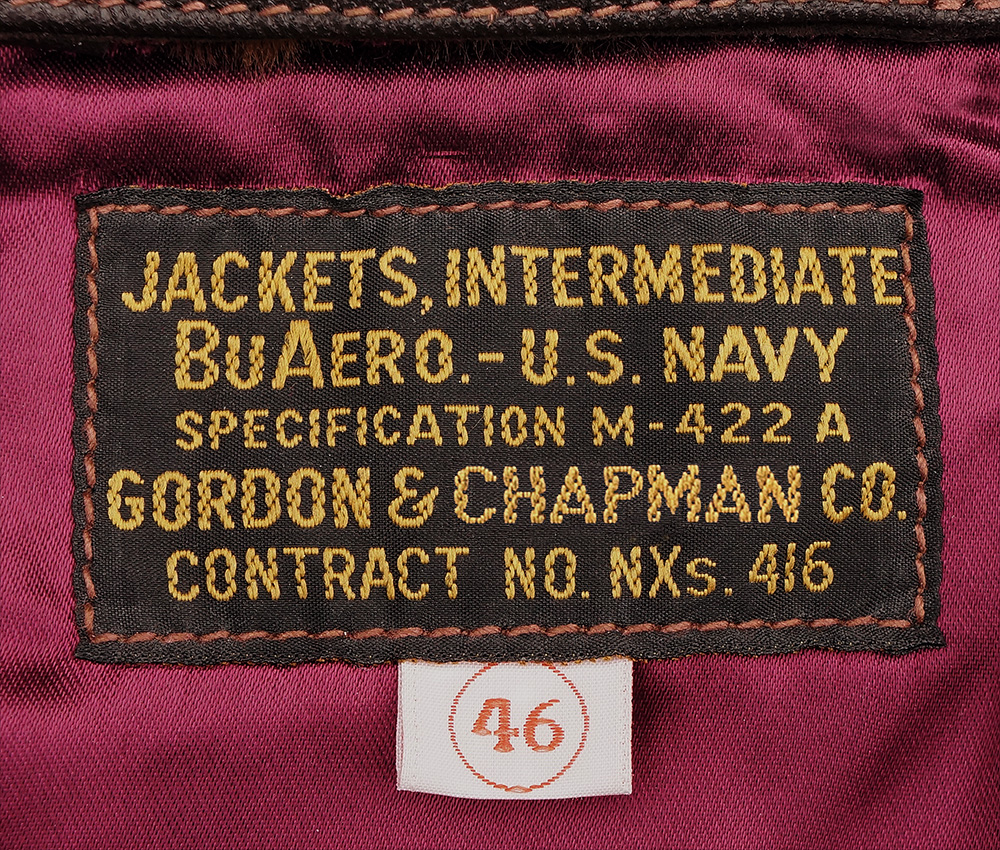 JACKETS, INTERMEDIATE
BUAERO.-U.S. NAVY
SPECIFICATION M-422 A
GORDON & CHAPMAN CO.
CONTRACT NO. NXs. 416
46